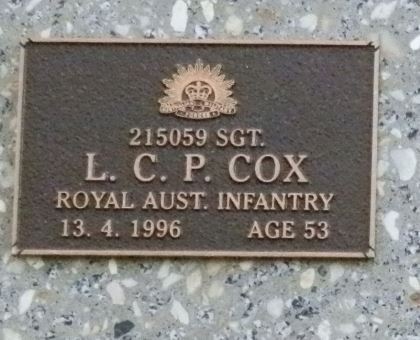 215059 SGT.
L. C. P. COX
ROYAL AUST. INFANTRY
13. 4. 1996 AGE 53